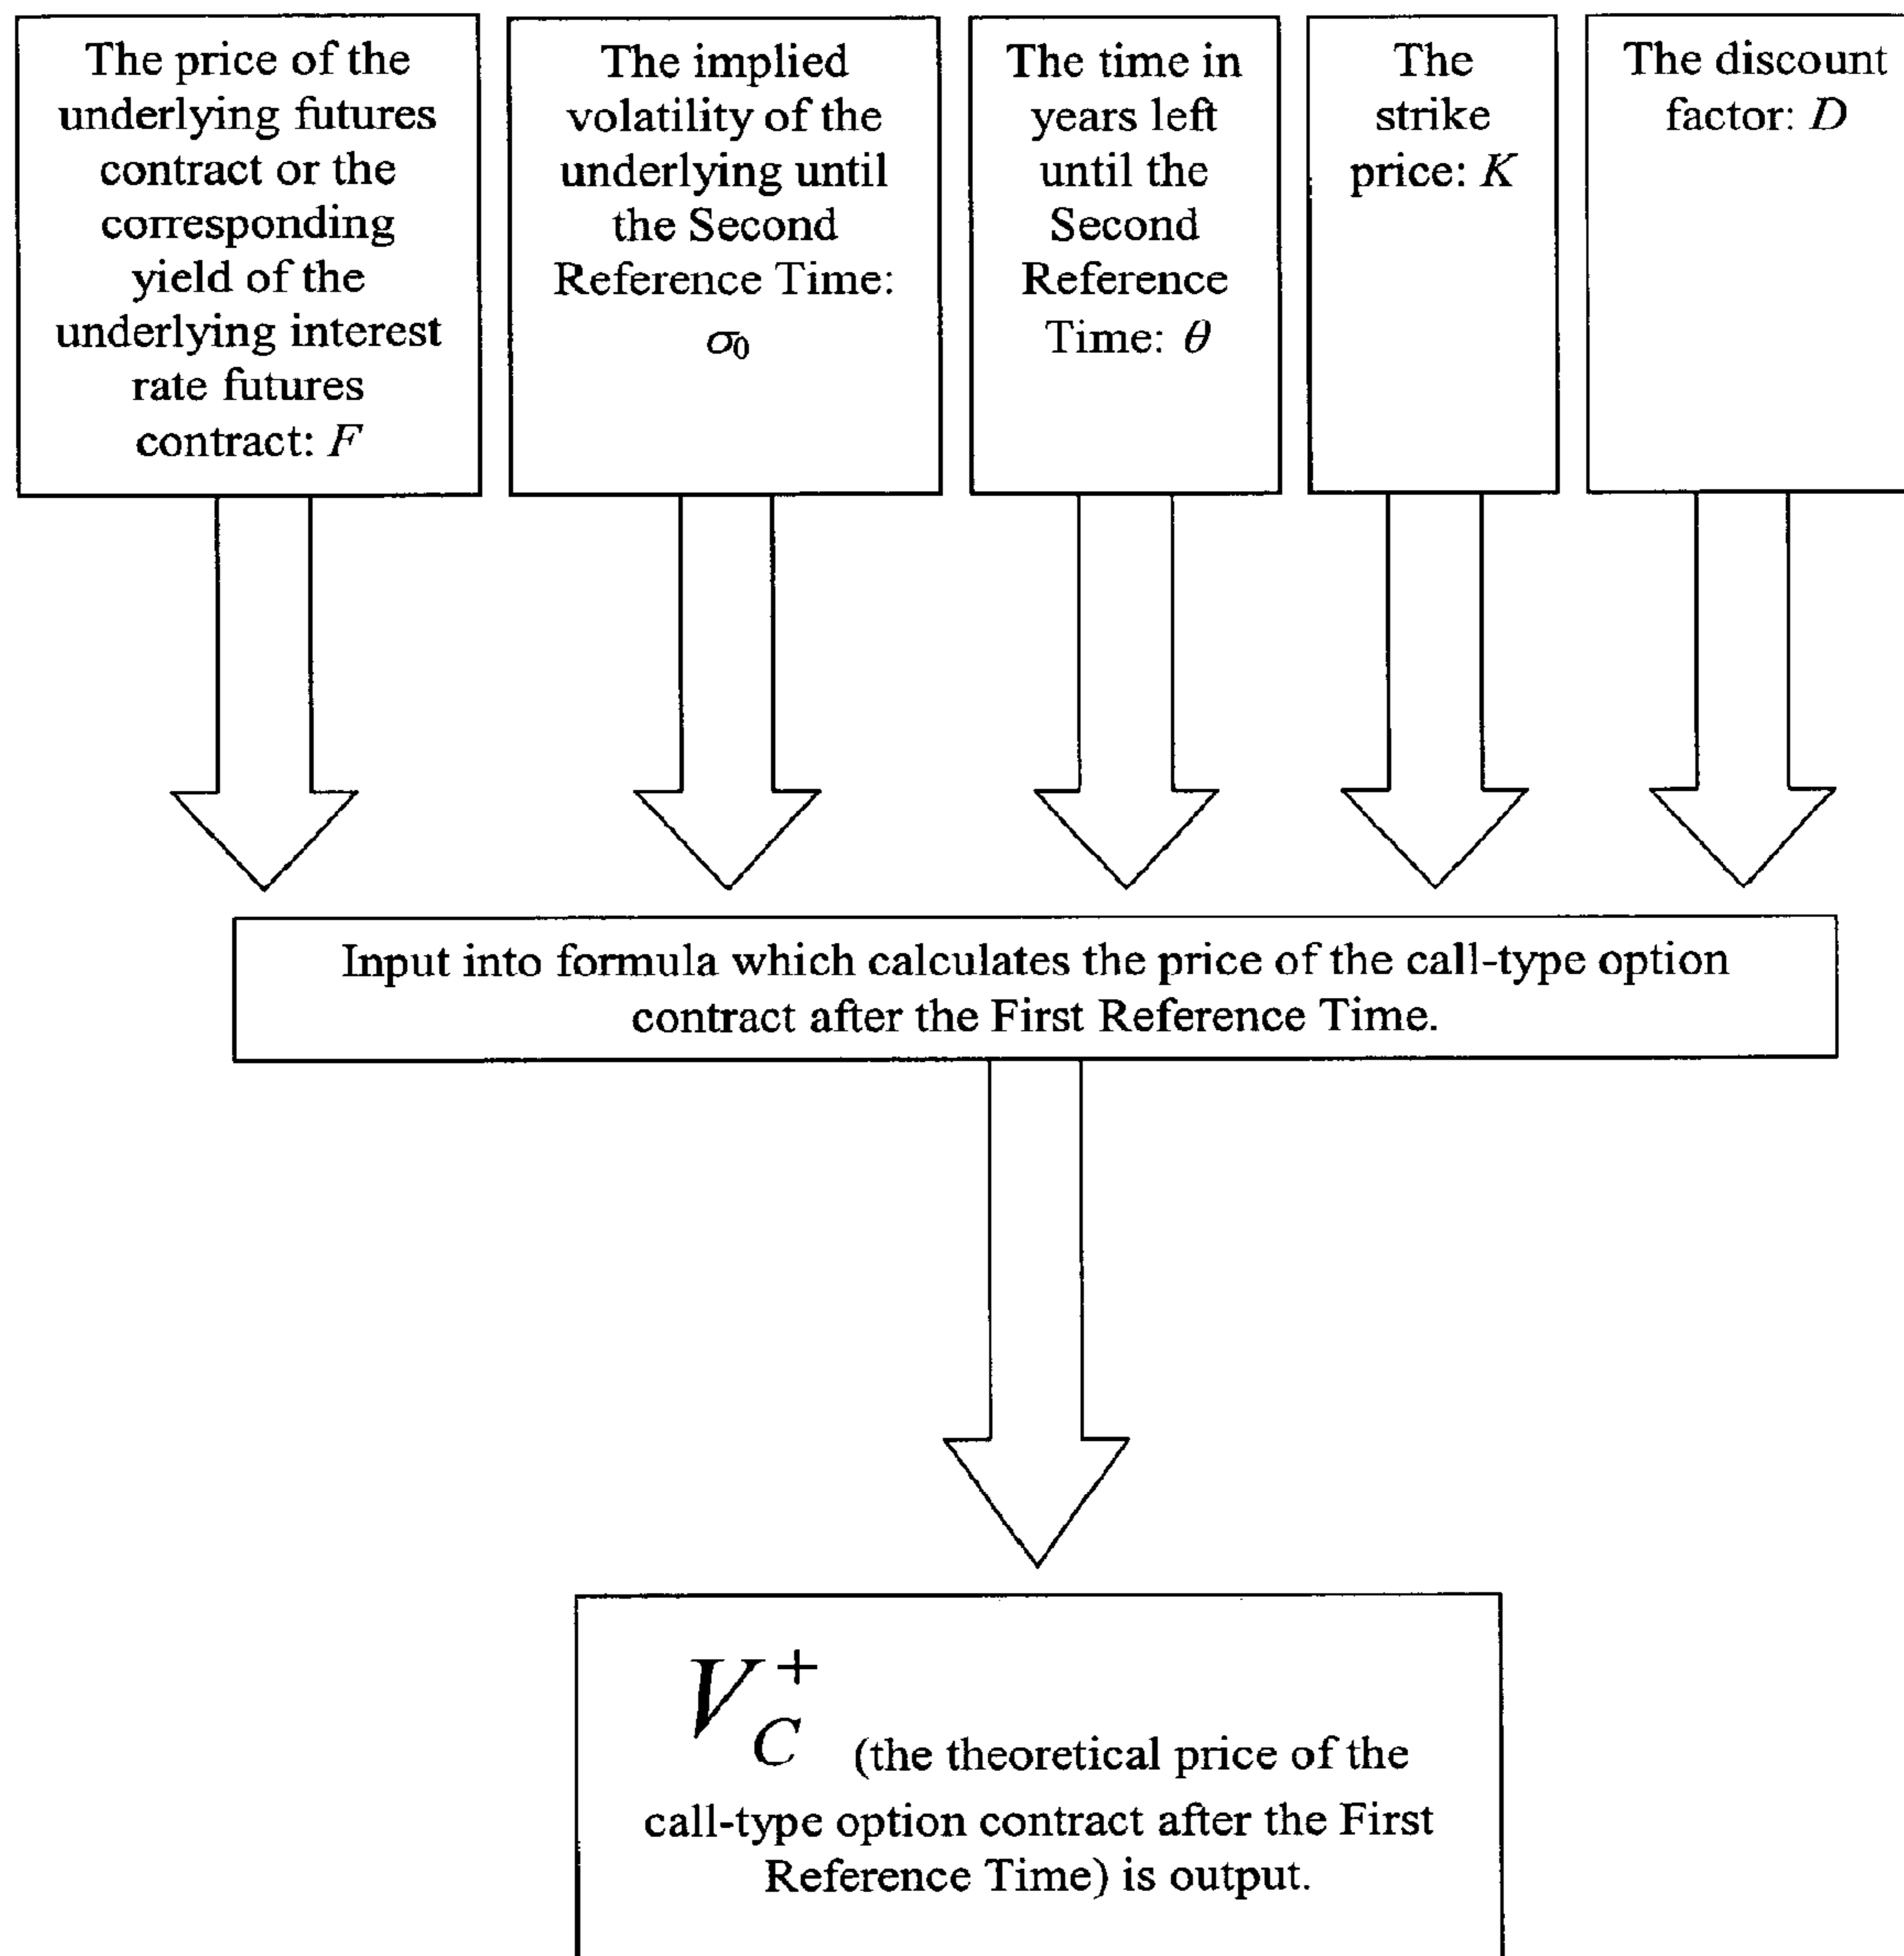 The price of the
underlying futures
contract or the
corresponding
yield of the
underlying interest
rate futures
contract: F
The implied
volatility of the
underlying until
the Second
Reference Time:
σ₀
The time in
years left
until the
Second
Reference
Time: θ
The
strike
price: K
The discount
factor: D
Input into formula which calculates the price of the call-type option
contract after the First Reference Time.
V_C^+ (the theoretical price of the
call-type option contract after the First
Reference Time) is output.